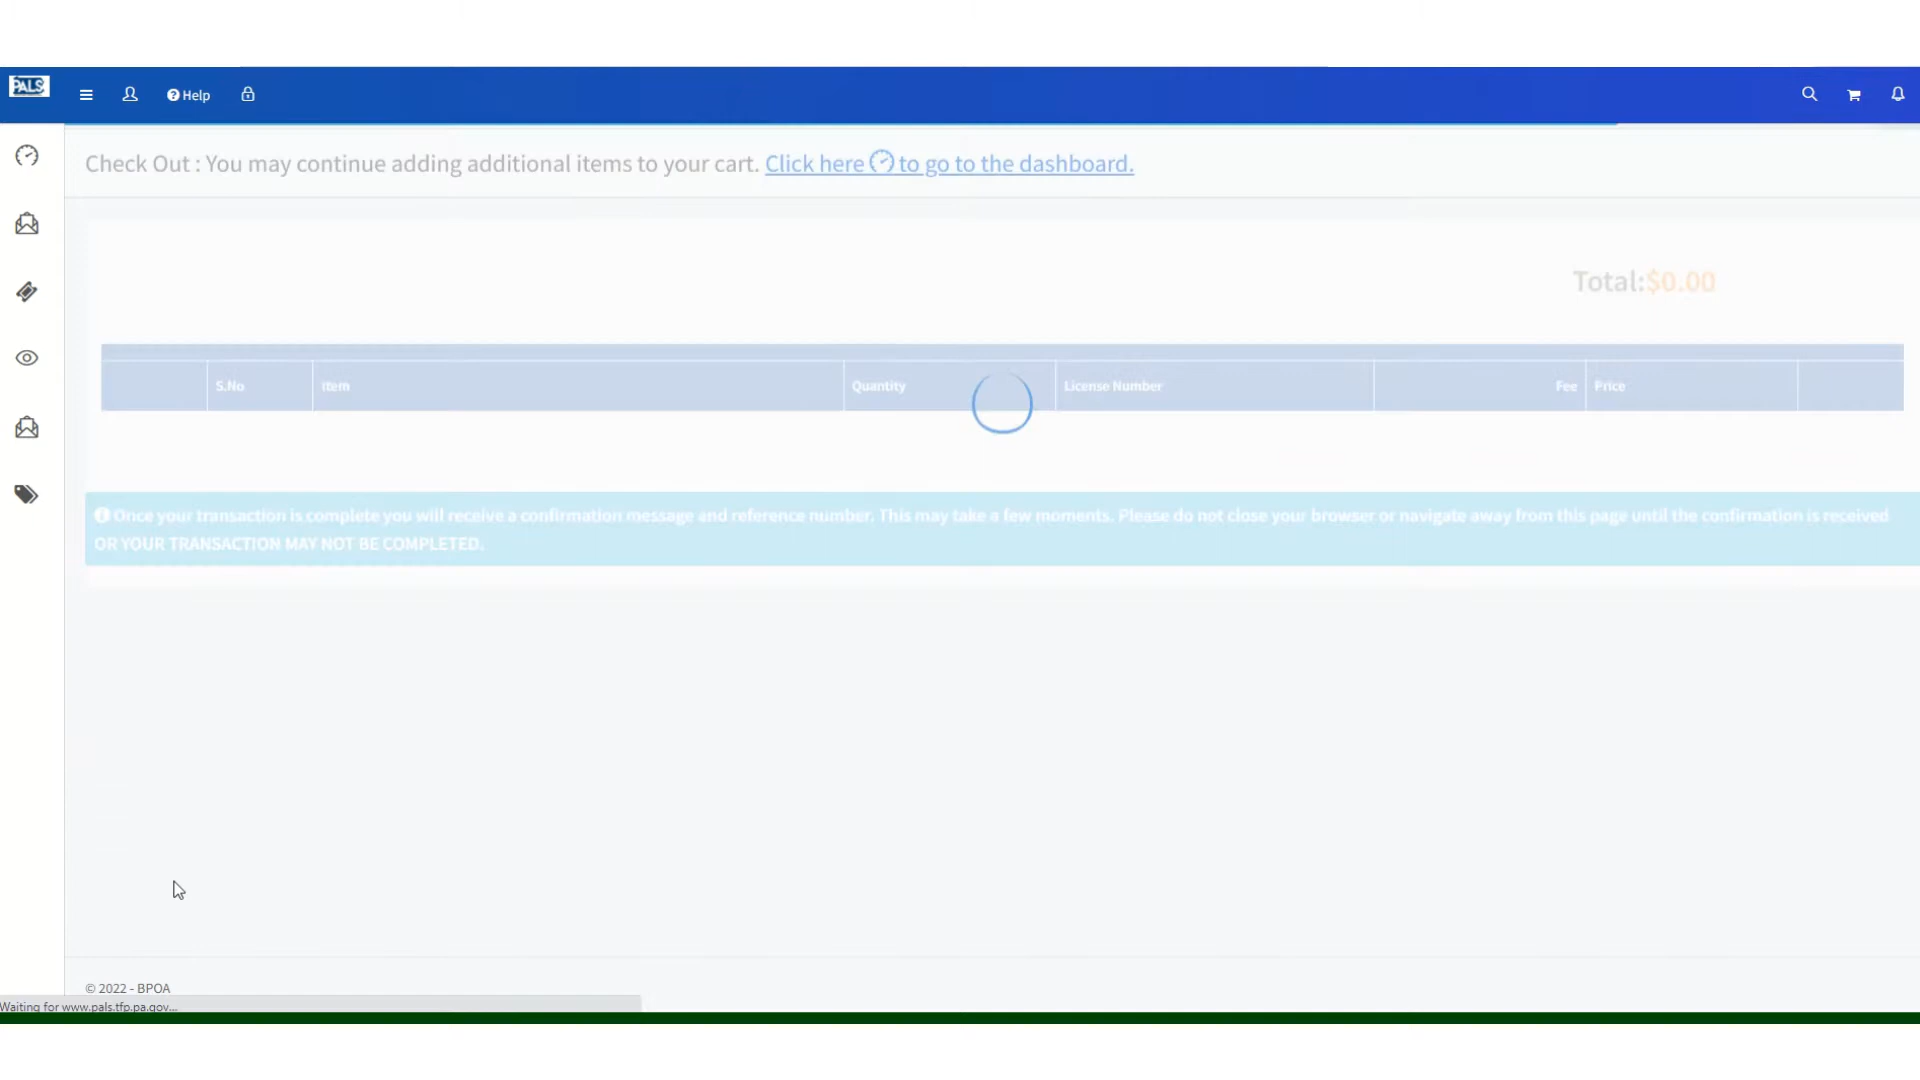 PALS
Help
Check Out : You may continue adding additional items to your cart. Click here to go to the dashboard.
Total:$0.00
S.No Item Quantity License Number Fee Price
Once your transaction is complete you will receive a confirmation message and reference number. This may take a few moments. Please do not close your browser or navigate away from this page until the confirmation is received
OR YOUR TRANSACTION MAY NOT BE COMPLETED.
© 2022 - BPOA
Waiting for www.pals.tfp.pa.gov...